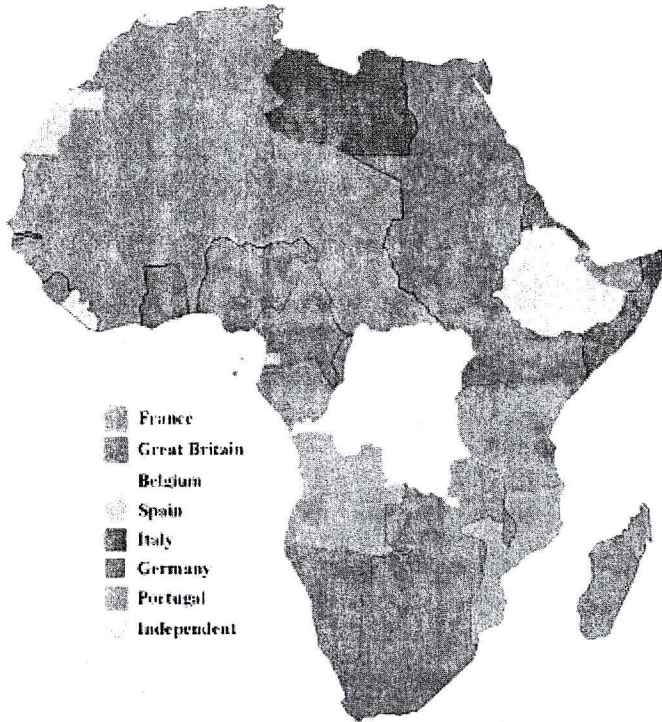 France
Great Britain
Belgium
Spain
Italy
Germany
Portugal
Independent